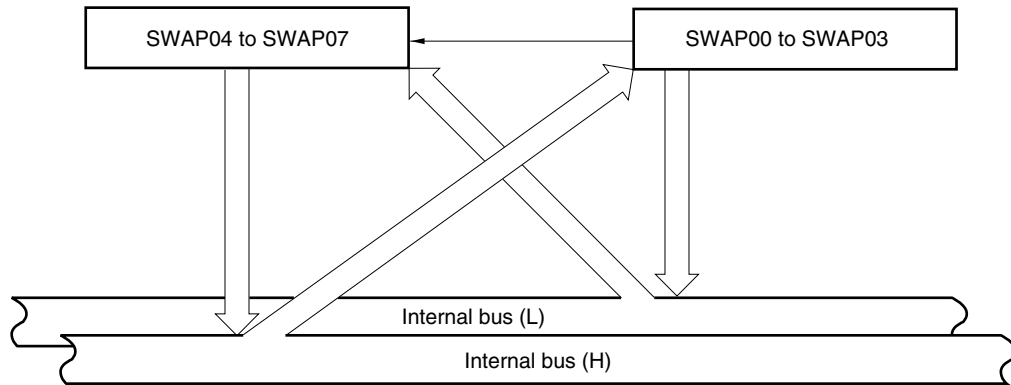 SWAP04 to SWAP07
SWAP00 to SWAP03
Internal bus (L)
Internal bus (H)